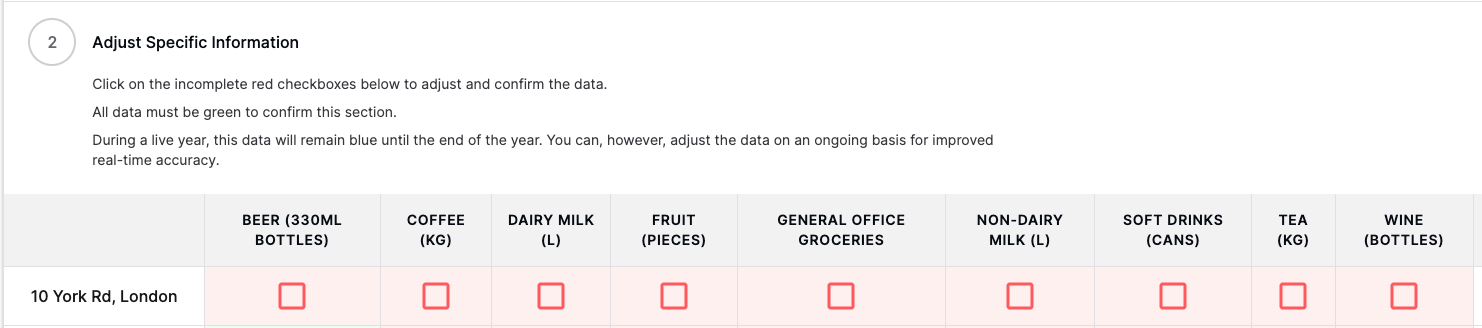 2
Adjust Specific Information
Click on the incomplete red checkboxes below to adjust and confirm the data.
All data must be green to confirm this section.
During a live year, this data will remain blue until the end of the year. You can, however, adjust the data on an ongoing basis for improved
real-time accuracy.
BEER (330ML
BOTTLES)
COFFEE
(KG)
DAIRY MILK
(L)
FRUIT
(PIECES)
GENERAL OFFICE
GROCERIES
NON-DAIRY
MILK (L)
SOFT DRINKS
(CANS)
TEA
(KG)
WINE
(BOTTLES)
10 York Rd, London